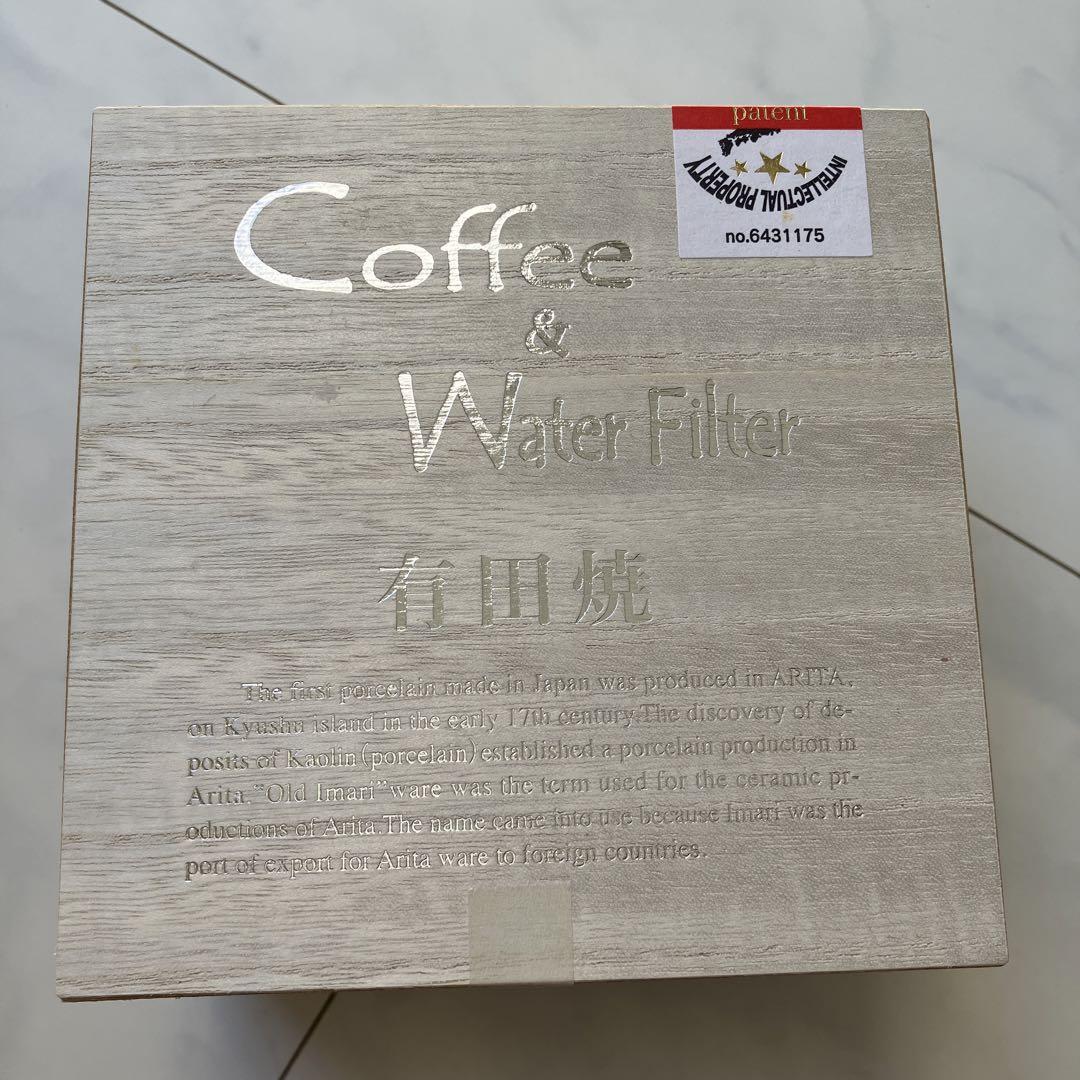 patent
INTELLECTUAL PROPERTY
no.6431175
Coffee
&
Water Filter
有田焼
The first porcelain made in Japan was produced in ARITA,
on Kyushu island in the early 17th century.The discovery of de-
posits of Kaolin(porcelain)established a porcelain production in
Arita."Old Imari"ware was the term used for the ceramic pr-
oductions of Arita.The name came into use because Imari was the
port of export for Arita ware to foreign countries.